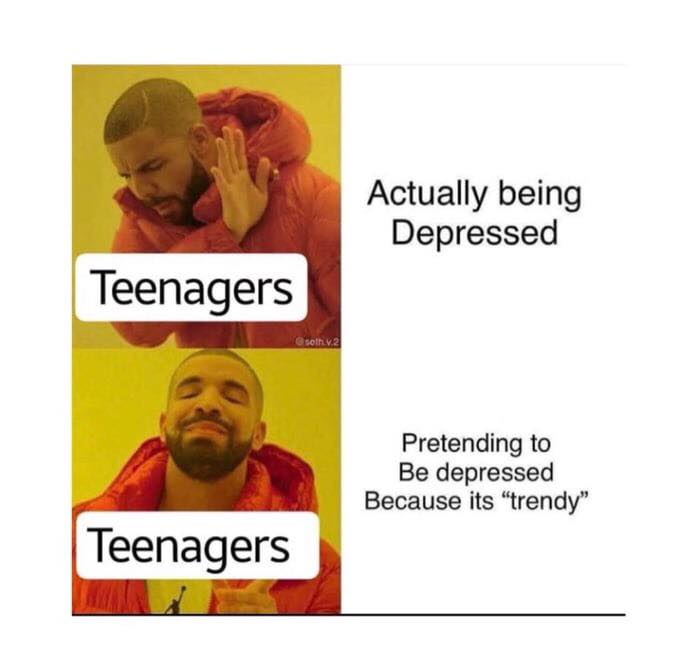 Actually being
Depressed
Teenagers
@seth.v.2
Pretending to
Be depressed
Because its “trendy”
Teenagers